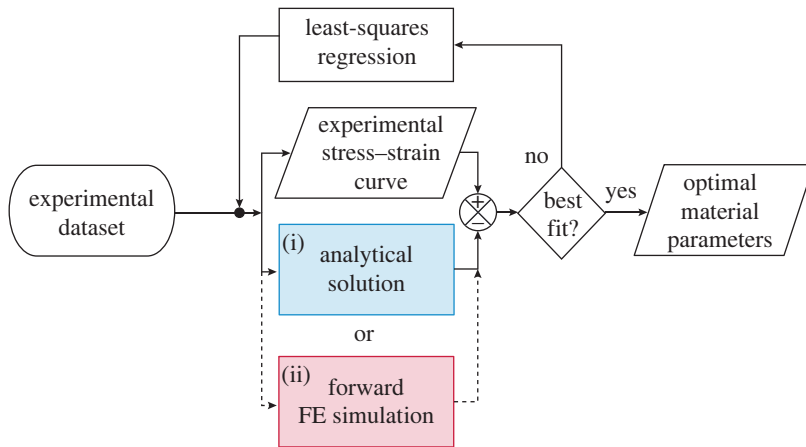 least-squares
regression
experimental
stress–strain
curve
no
yes
experimental
dataset
+
−
best
fit?
optimal
material
parameters
(i)
analytical
solution
or
(ii)
forward
FE simulation